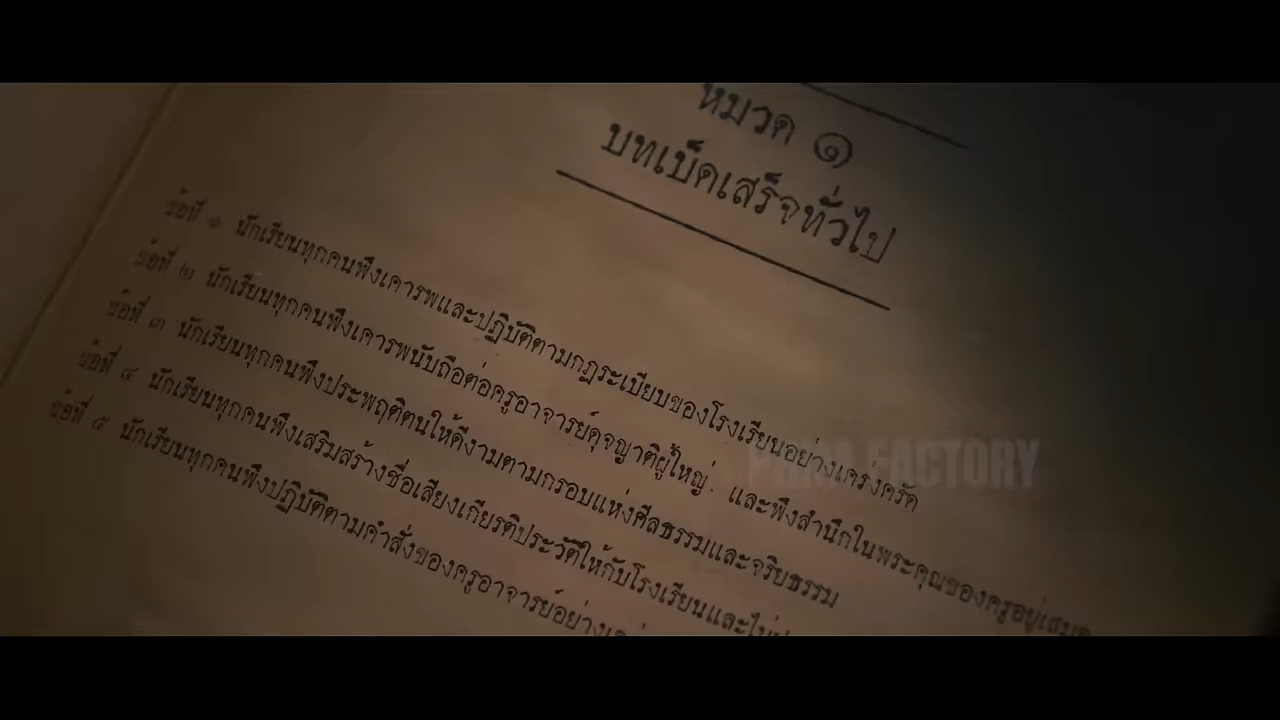 หมวด ๑
บทเบ็ดเสร็จทั่วไป
ข้อที่ ๑ นักเรียนทุกคนพึงเคารพและปฏิบัติตามกฎระเบียบของโรงเรียนอย่างเคร่งครัด
ข้อที่ ๒ นักเรียนทุกคนพึงเคารพนับถือต่อครูอาจารย์ดุจญาติผู้ใหญ่ และพึงสำนึกในพระคุณของครูอยู่เสมอ
ข้อที่ ๓ นักเรียนทุกคนพึงประพฤติตนให้ดีงามตามกรอบแห่งศีลธรรมและจริยธรรม
ข้อที่ ๔ นักเรียนทุกคนพึงเสริมสร้างชื่อเสียงเกียรติประวัติให้กับโรงเรียนและไม่
ข้อที่ ๕ นักเรียนทุกคนพึงปฏิบัติตามคำสั่งของครูอาจารย์อย่าง
FACTORY